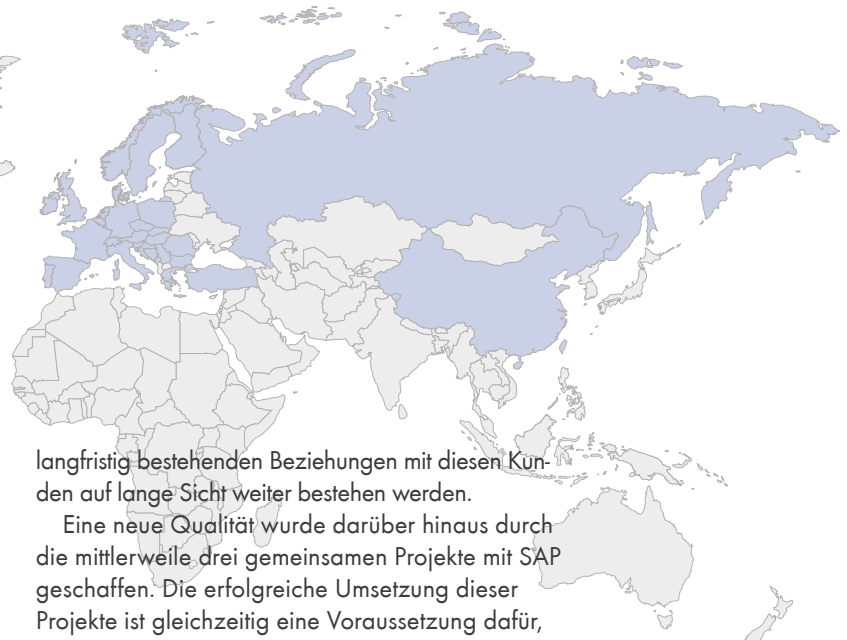 langfristig bestehenden Beziehungen mit diesen Kun-
den auf lange Sicht weiter bestehen werden.
Eine neue Qualität wurde darüber hinaus durch
die mittlerweile drei gemeinsamen Projekte mit SAP
geschaffen. Die erfolgreiche Umsetzung dieser
Projekte ist gleichzeitig eine Voraussetzung dafür,